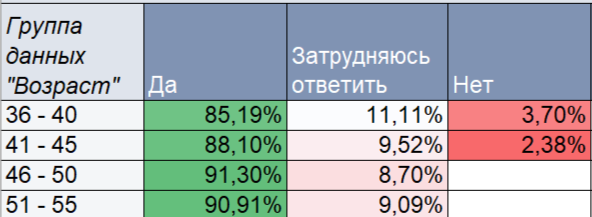 Группа
данных
"Возраст" Да Затрудняюсь ответить Нет
36 - 40 85,19% 11,11% 3,70%
41 - 45 88,10% 9,52% 2,38%
46 - 50 91,30% 8,70%
51 - 55 90,91% 9,09%